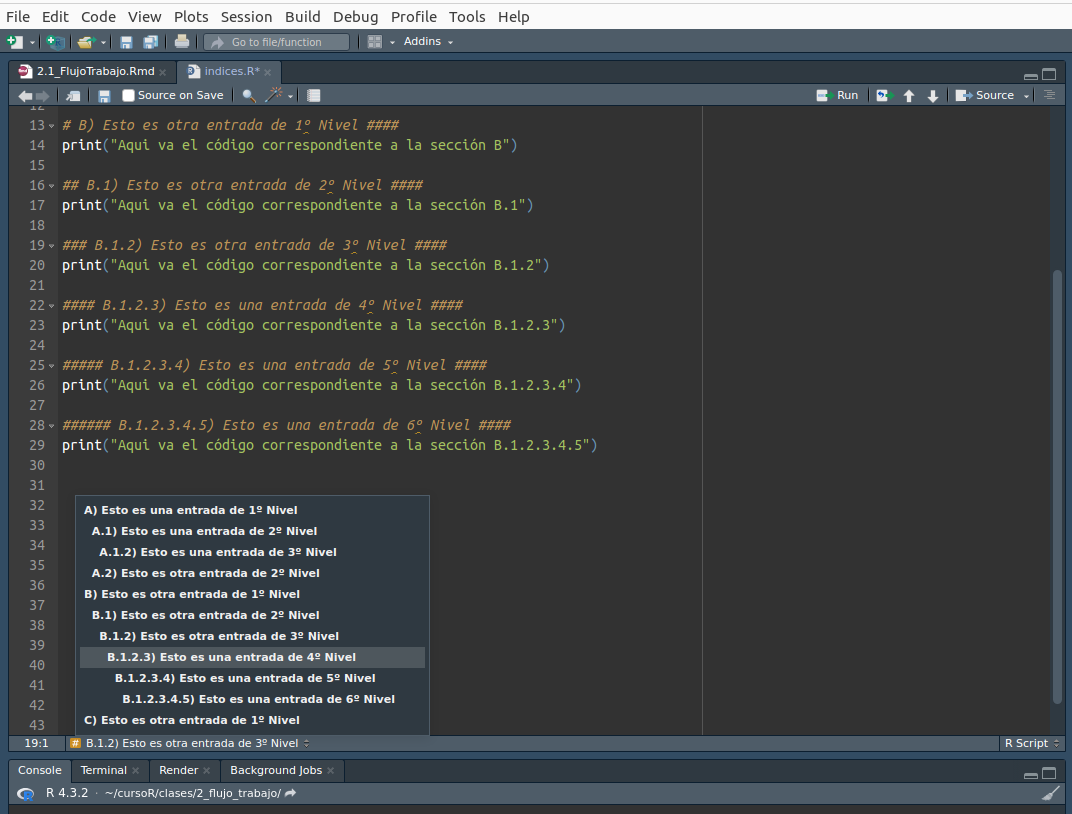 File Edit Code View Plots Session Build Debug Profile Tools Help
Go to file/function Addins
2.1_FlujoTrabajo.Rmd indices.R*
Source on Save Run Source
12
13 # B) Esto es otra entrada de 1º Nivel ####
14 print("Aqui va el código correspondiente a la sección B")
15
16 ## B.1) Esto es otra entrada de 2º Nivel ####
17 print("Aqui va el código correspondiente a la sección B.1")
18
19 ### B.1.2) Esto es otra entrada de 3º Nivel ####
20 print("Aqui va el código correspondiente a la sección B.1.2")
21
22 #### B.1.2.3) Esto es una entrada de 4º Nivel ####
23 print("Aqui va el código correspondiente a la sección B.1.2.3")
24
25 ##### B.1.2.3.4) Esto es una entrada de 5º Nivel ####
26 print("Aqui va el código correspondiente a la sección B.1.2.3.4")
27
28 ###### B.1.2.3.4.5) Esto es una entrada de 6º Nivel ####
29 print("Aqui va el código correspondiente a la sección B.1.2.3.4.5")
30
31
32
33
34
35
36
37
38
39
40
41
42
43
A) Esto es una entrada de 1º Nivel
A.1) Esto es una entrada de 2º Nivel
A.1.2) Esto es una entrada de 3º Nivel
A.2) Esto es otra entrada de 2º Nivel
B) Esto es otra entrada de 1º Nivel
B.1) Esto es otra entrada de 2º Nivel
B.1.2) Esto es otra entrada de 3º Nivel
B.1.2.3) Esto es una entrada de 4º Nivel
B.1.2.3.4) Esto es una entrada de 5º Nivel
B.1.2.3.4.5) Esto es una entrada de 6º Nivel
C) Esto es otra entrada de 1º Nivel
19:1 # B.1.2) Esto es otra entrada de 3º Nivel R Script
Console Terminal Render Background Jobs
R 4.3.2 · ~/cursoR/clases/2_flujo_trabajo/